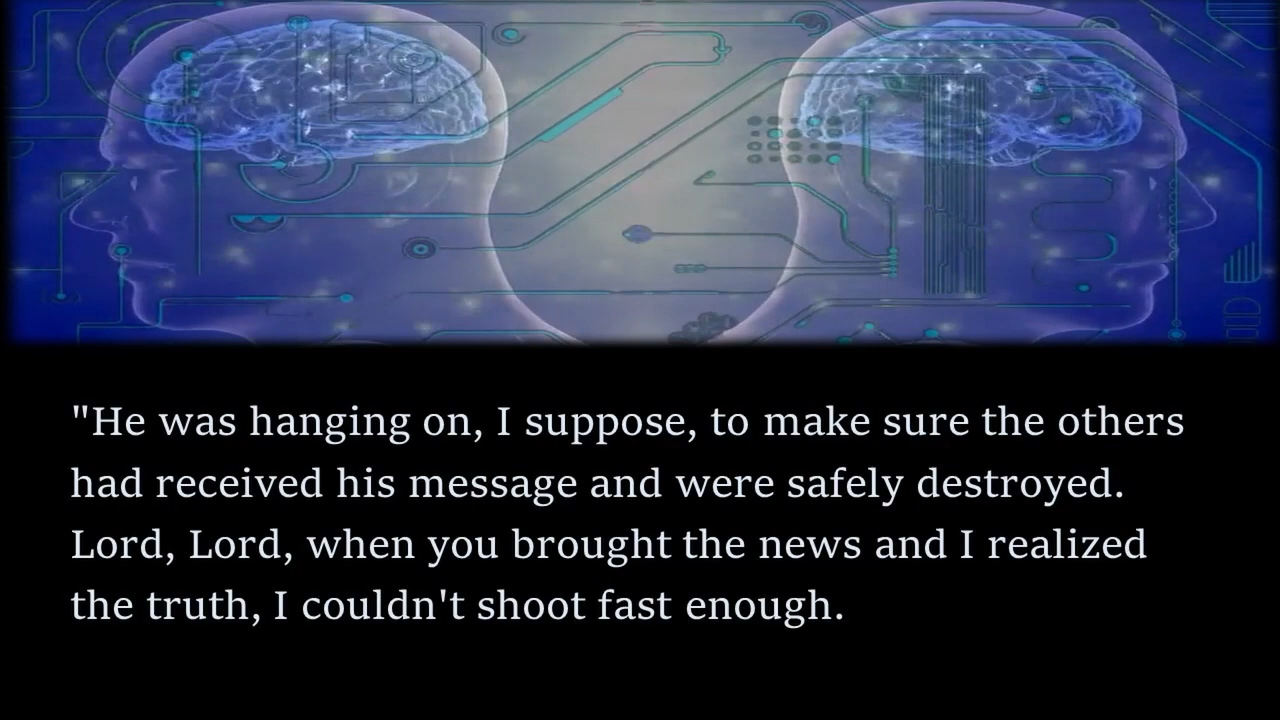 "He was hanging on, I suppose, to make sure the others
had received his message and were safely destroyed.
Lord, Lord, when you brought the news and I realized
the truth, I couldn't shoot fast enough.